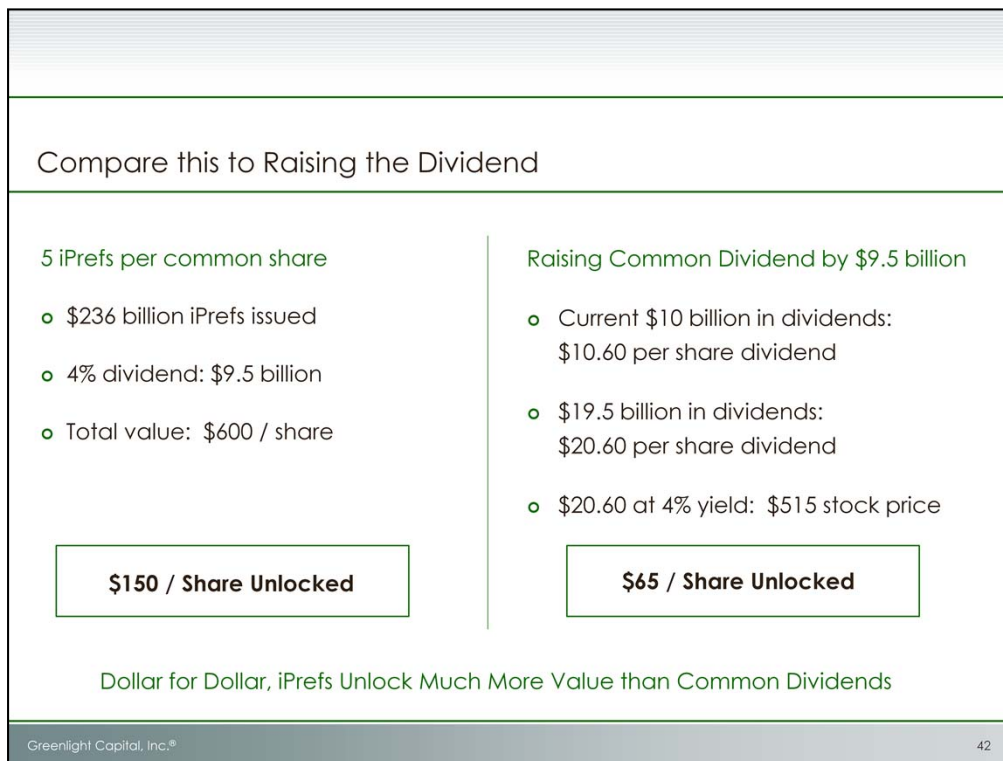 Compare this to Raising the Dividend
5 iPrefs per common share
$236 billion iPrefs issued
4% dividend: $9.5 billion
Total value: $600 / share
$150 / Share Unlocked
Raising Common Dividend by $9.5 billion
Current $10 billion in dividends:
$10.60 per share dividend
$19.5 billion in dividends:
$20.60 per share dividend
$20.60 at 4% yield: $515 stock price
$65 / Share Unlocked
Dollar for Dollar, iPrefs Unlock Much More Value than Common Dividends
Greenlight Capital, Inc.®
42